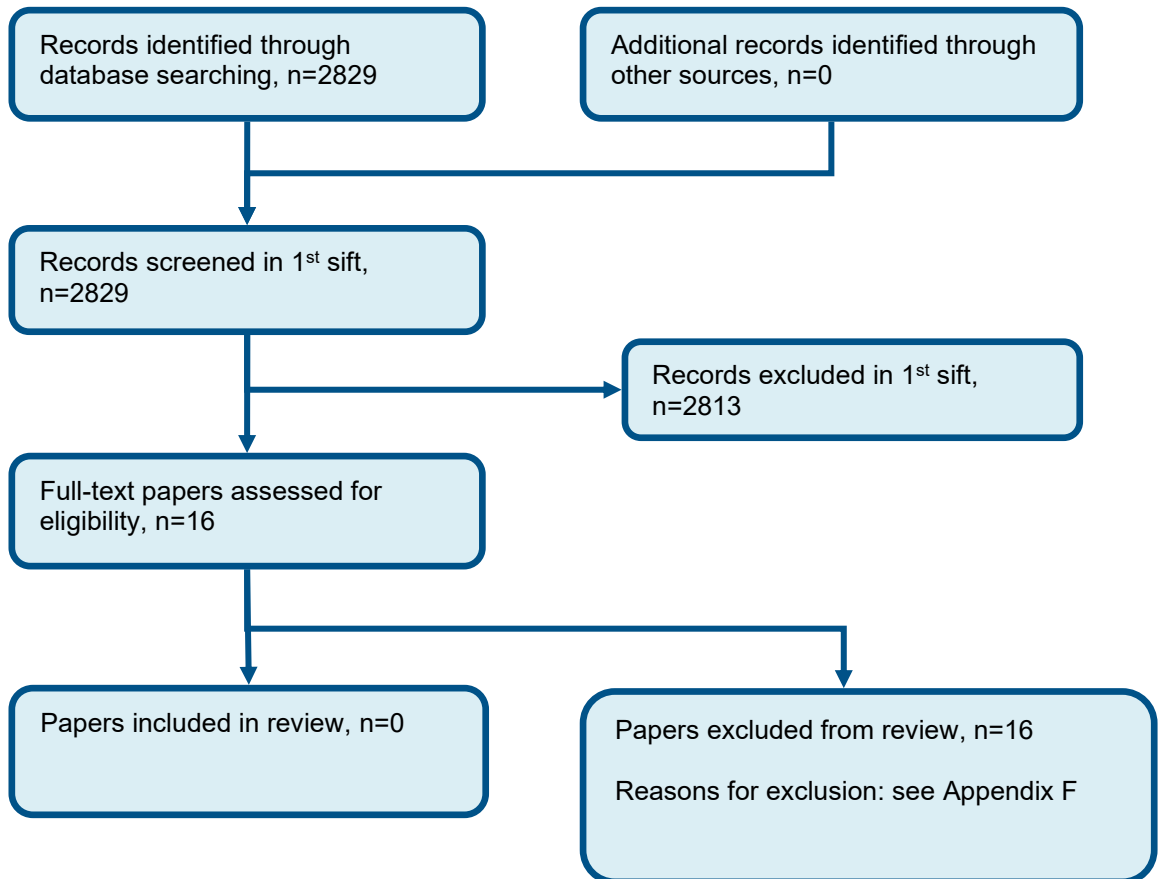 Records identified through
database searching, n=2829
Additional records identified through
other sources, n=0
Records screened in 1st sift,
n=2829
Records excluded in 1st sift,
n=2813
Full-text papers assessed for
eligibility, n=16
Papers included in review, n=0
Papers excluded from review, n=16
Reasons for exclusion: see Appendix F